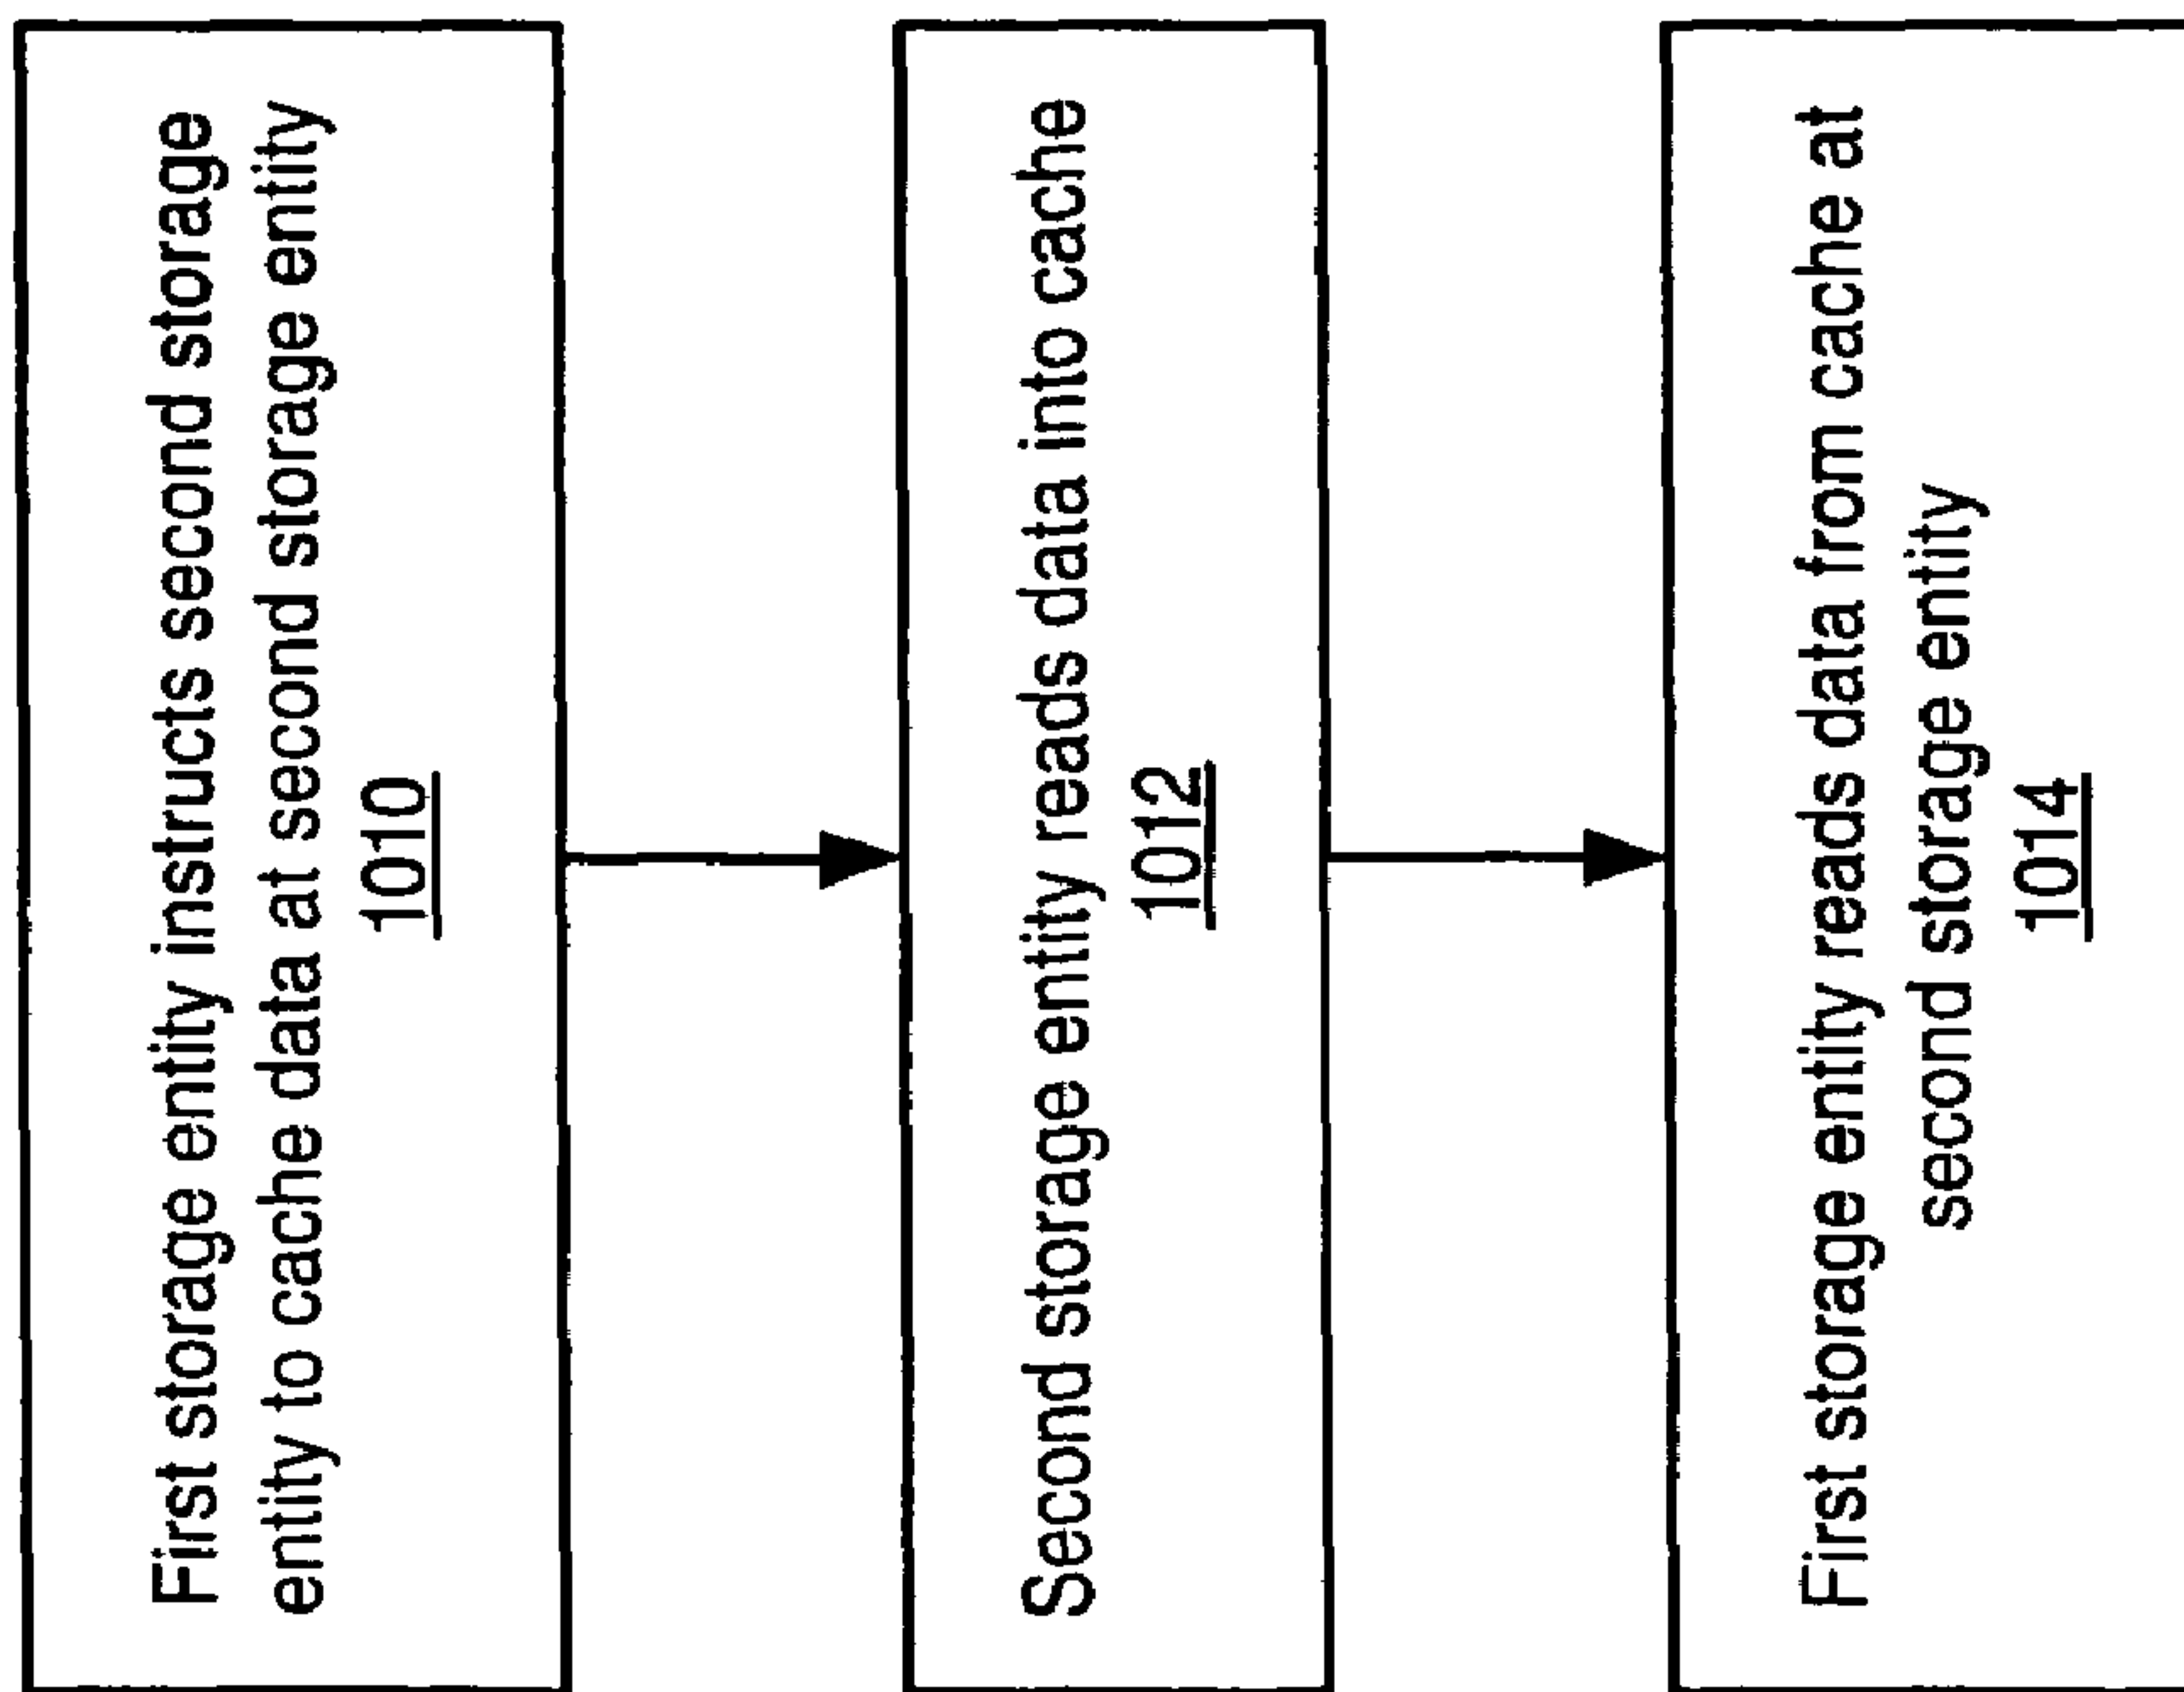 First storage entity instructs second storage
entity to cache data at second storage entity
1010
Second storage entity reads data into cache
1012
First storage entity reads data from cache at
second storage entity
1014